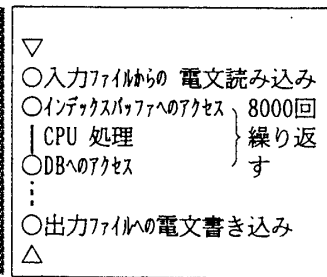 ▽
○入力ファイルからの 電文読み込み
○インデックスバッファへのアクセス 8000回
CPU 処理 繰り返
○DBへのアクセス す
○出力ファイルへの電文書き込み
△